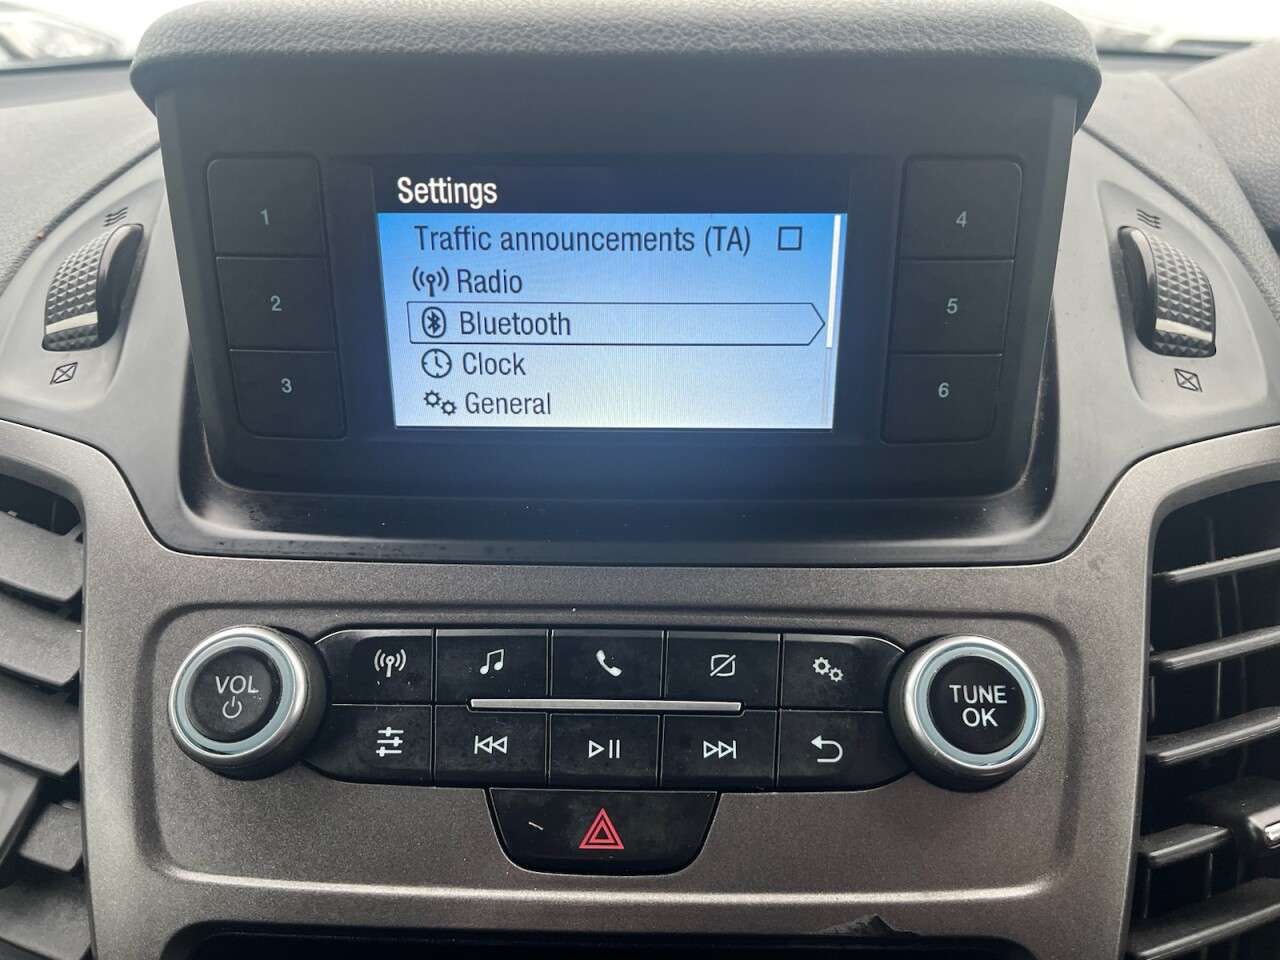 Settings
Traffic announcements (TA)
Radio
Bluetooth
Clock
General
1
2
3
4
5
6
VOL
TUNE
OK